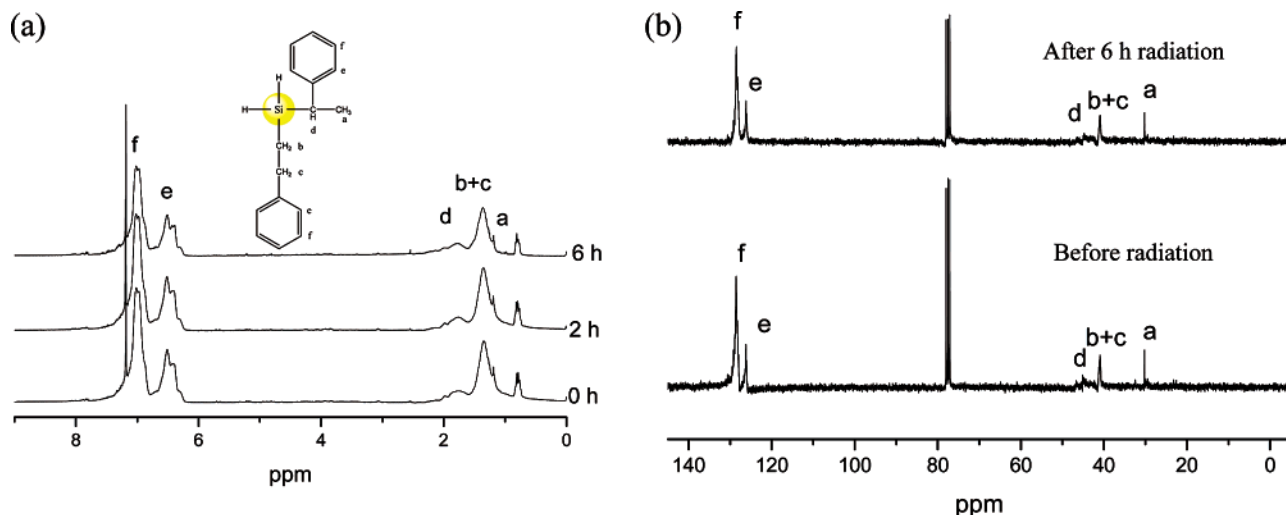 (a)
f
e
H
H
Si
C
H
d
CH₃
a
CH₂ b
CH₂ c
e
f
f
e
d
b+c
a
6 h
2 h
0 h
8
6
4
2
0
ppm
(b)
f
e
After 6 h radiation
d
b+c
a
f
e
Before radiation
d
b+c
a
140
120
100
80
60
40
20
0
ppm